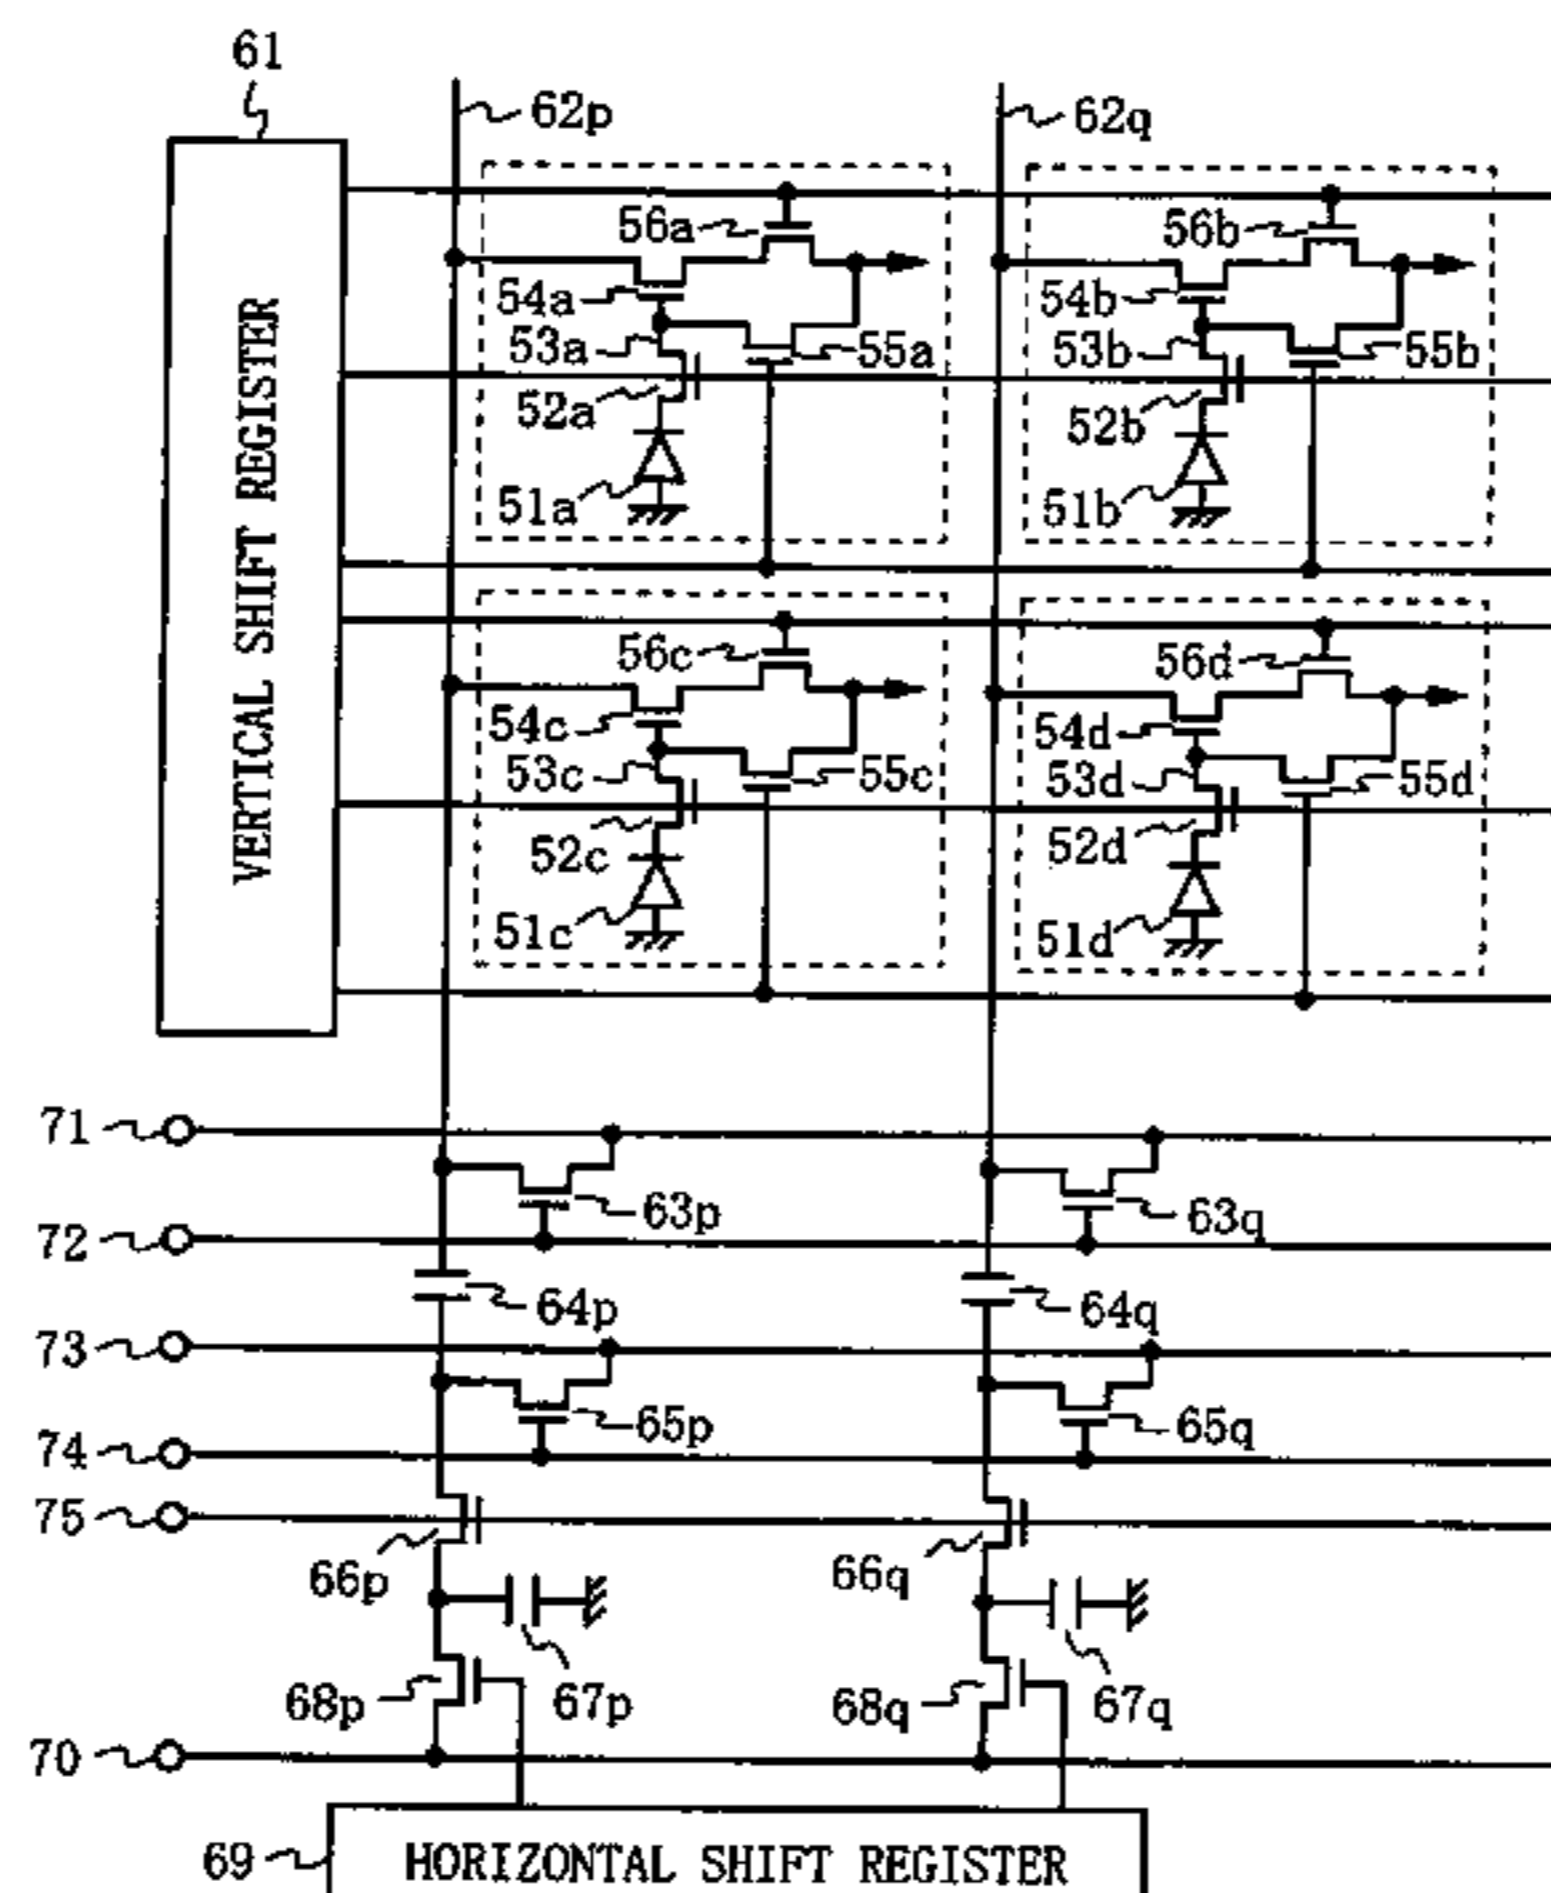 61
62p
62q
56a
56b
54a
54b
53a
55a
53b
55b
52a
52b
51a
51b
VERTICAL SHIFT REGISTER
56c
56d
54c
54d
53c
55c
53d
55d
52c
52d
51c
51d
71
63p
63q
72
64p
64q
73
65p
65q
74
75
66p
66q
68p
67p
68q
67q
70
69
HORIZONTAL SHIFT REGISTER